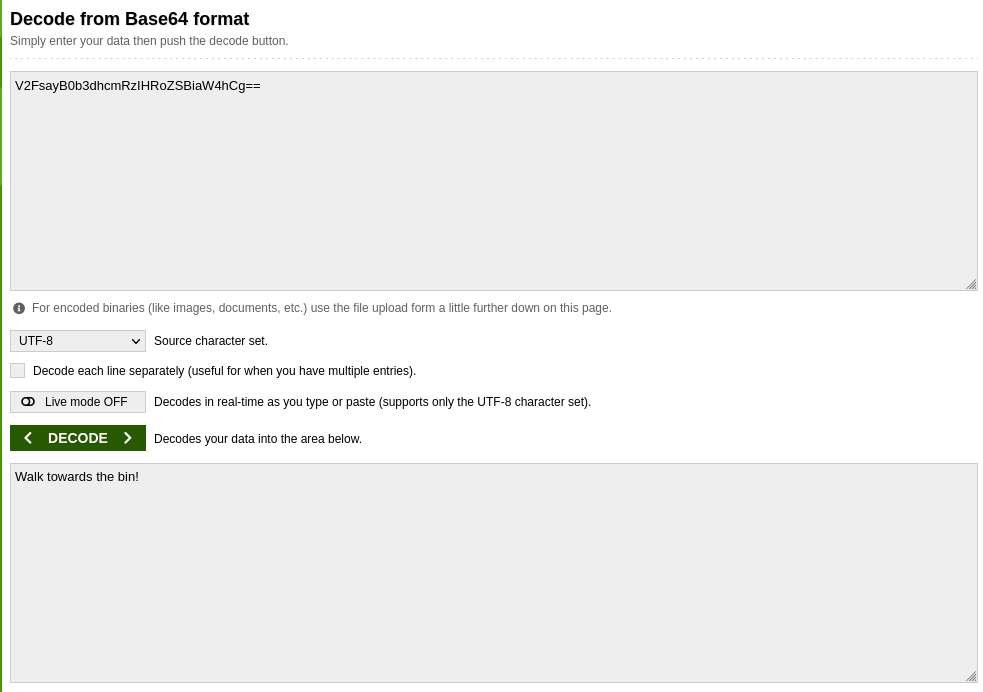 Decode from Base64 format
Simply enter your data then push the decode button.
V2FsayB0b3dhcmRzIHRoZSBiaW4hCg==
For encoded binaries (like images, documents, etc.) use the file upload form a little further down on this page.
UTF-8 Source character set.
Decode each line separately (useful for when you have multiple entries).
Live mode OFF Decodes in real-time as you type or paste (supports only the UTF-8 character set).
DECODE Decodes your data into the area below.
Walk towards the bin!